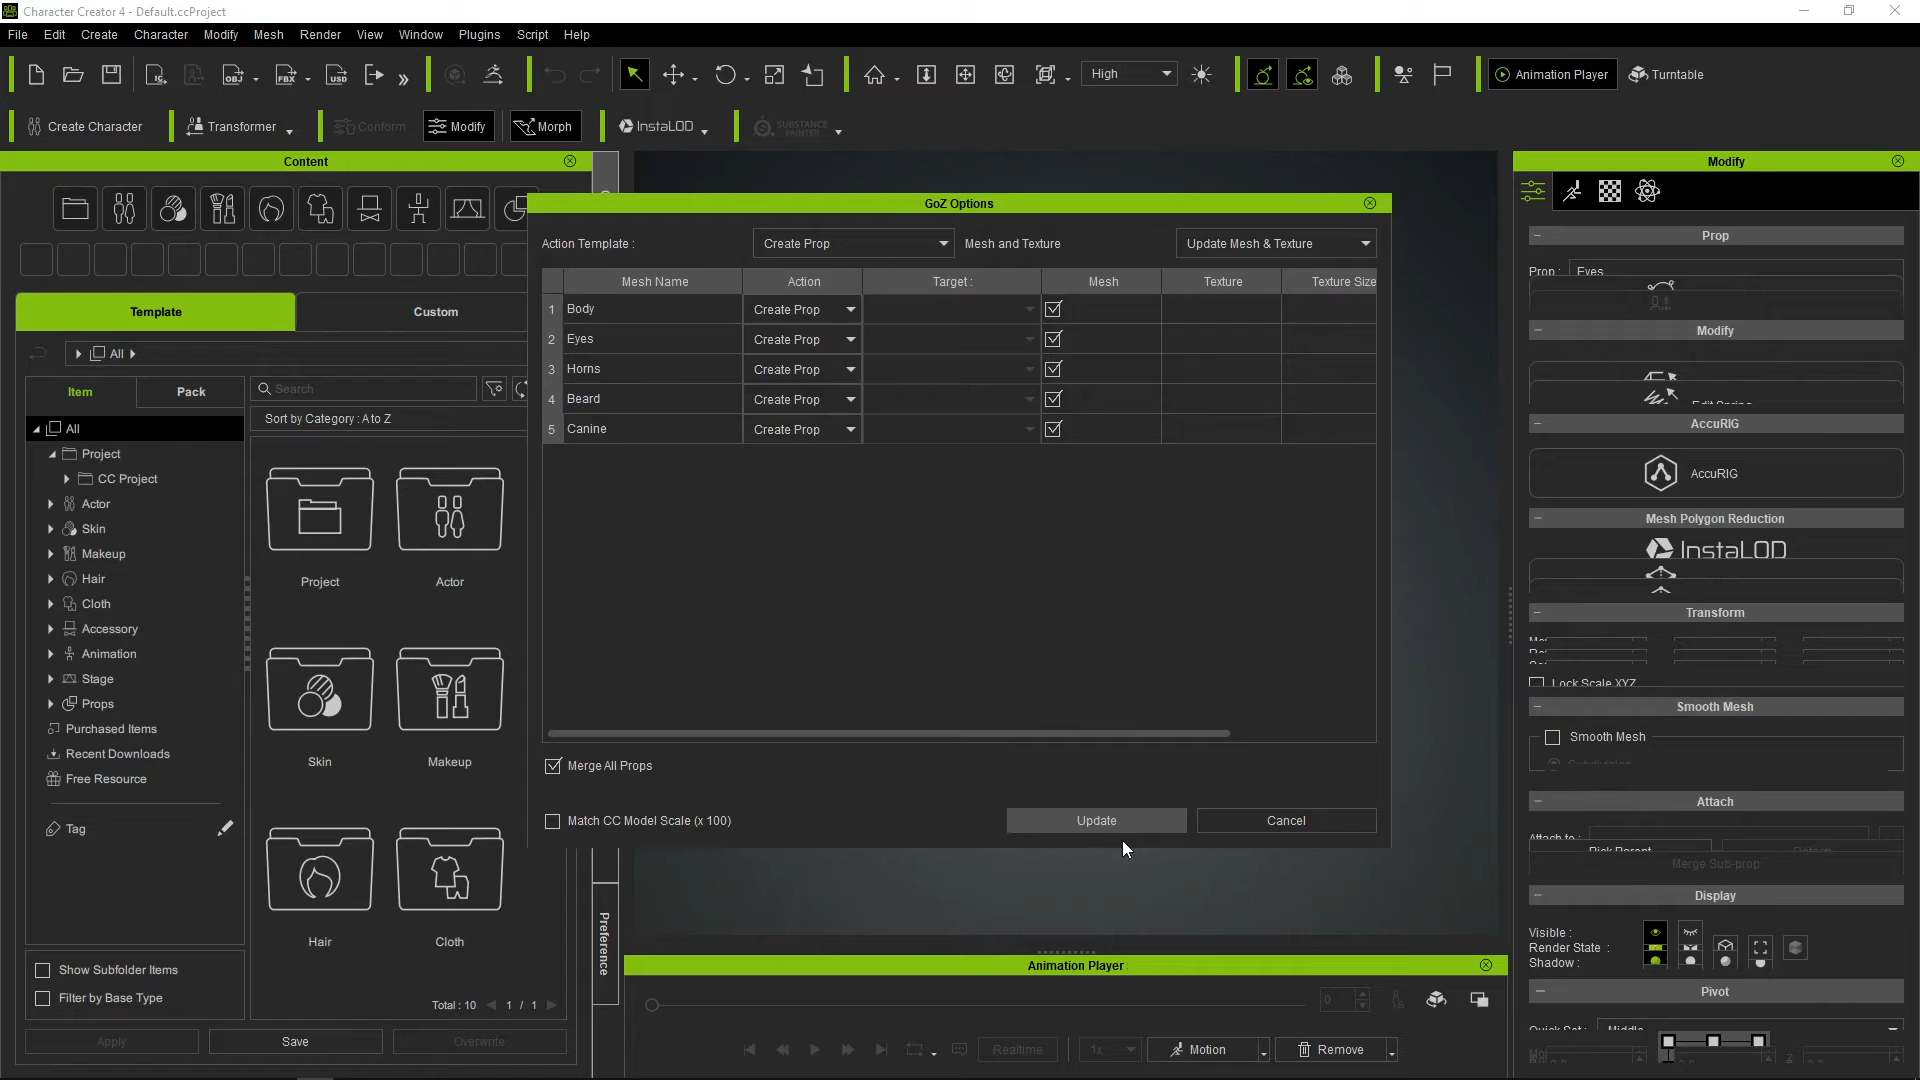 Character Creator 4 - Default.ccProject
File Edit Create Character Modify Mesh Render View Window Plugins Script Help
High
Animation Player
Turntable
Create Character
Transformer
Conform
Modify
Morph
InstaLOD
SUBSTANCE PAINTER
Content
Template
Custom
All
Item
Pack
Search
Sort by Category : A to Z
All
Project
CC Project
Actor
Skin
Makeup
Hair
Cloth
Accessory
Animation
Stage
Props
Purchased Items
Recent Downloads
Free Resource
Tag
Project
Actor
Skin
Makeup
Hair
Cloth
Show Subfolder Items
Filter by Base Type
Total : 10
1 / 1
Apply
Save
Overwrite
Preference
GoZ Options
Action Template :
Create Prop
Mesh and Texture
Update Mesh & Texture
Mesh Name Action Target : Mesh Texture Texture Size
1 Body Create Prop
2 Eyes Create Prop
3 Horns Create Prop
4 Beard Create Prop
5 Canine Create Prop
Merge All Props
Match CC Model Scale (x 100)
Update
Cancel
Animation Player
0
Realtime
1x
Motion
Remove
Modify
Prop
Prop : Eyes
Modify
Edit Spring
AccuRIG
AccuRIG
Mesh Polygon Reduction
InstaLOD
Transform
Lock Scale XYZ
Smooth Mesh
Smooth Mesh
Subdivision
Attach
Attach to :
Pick Parent
Detach
Merge Sub-prop
Display
Visible :
Render State :
Shadow :
Pivot
Quick Set : Middle